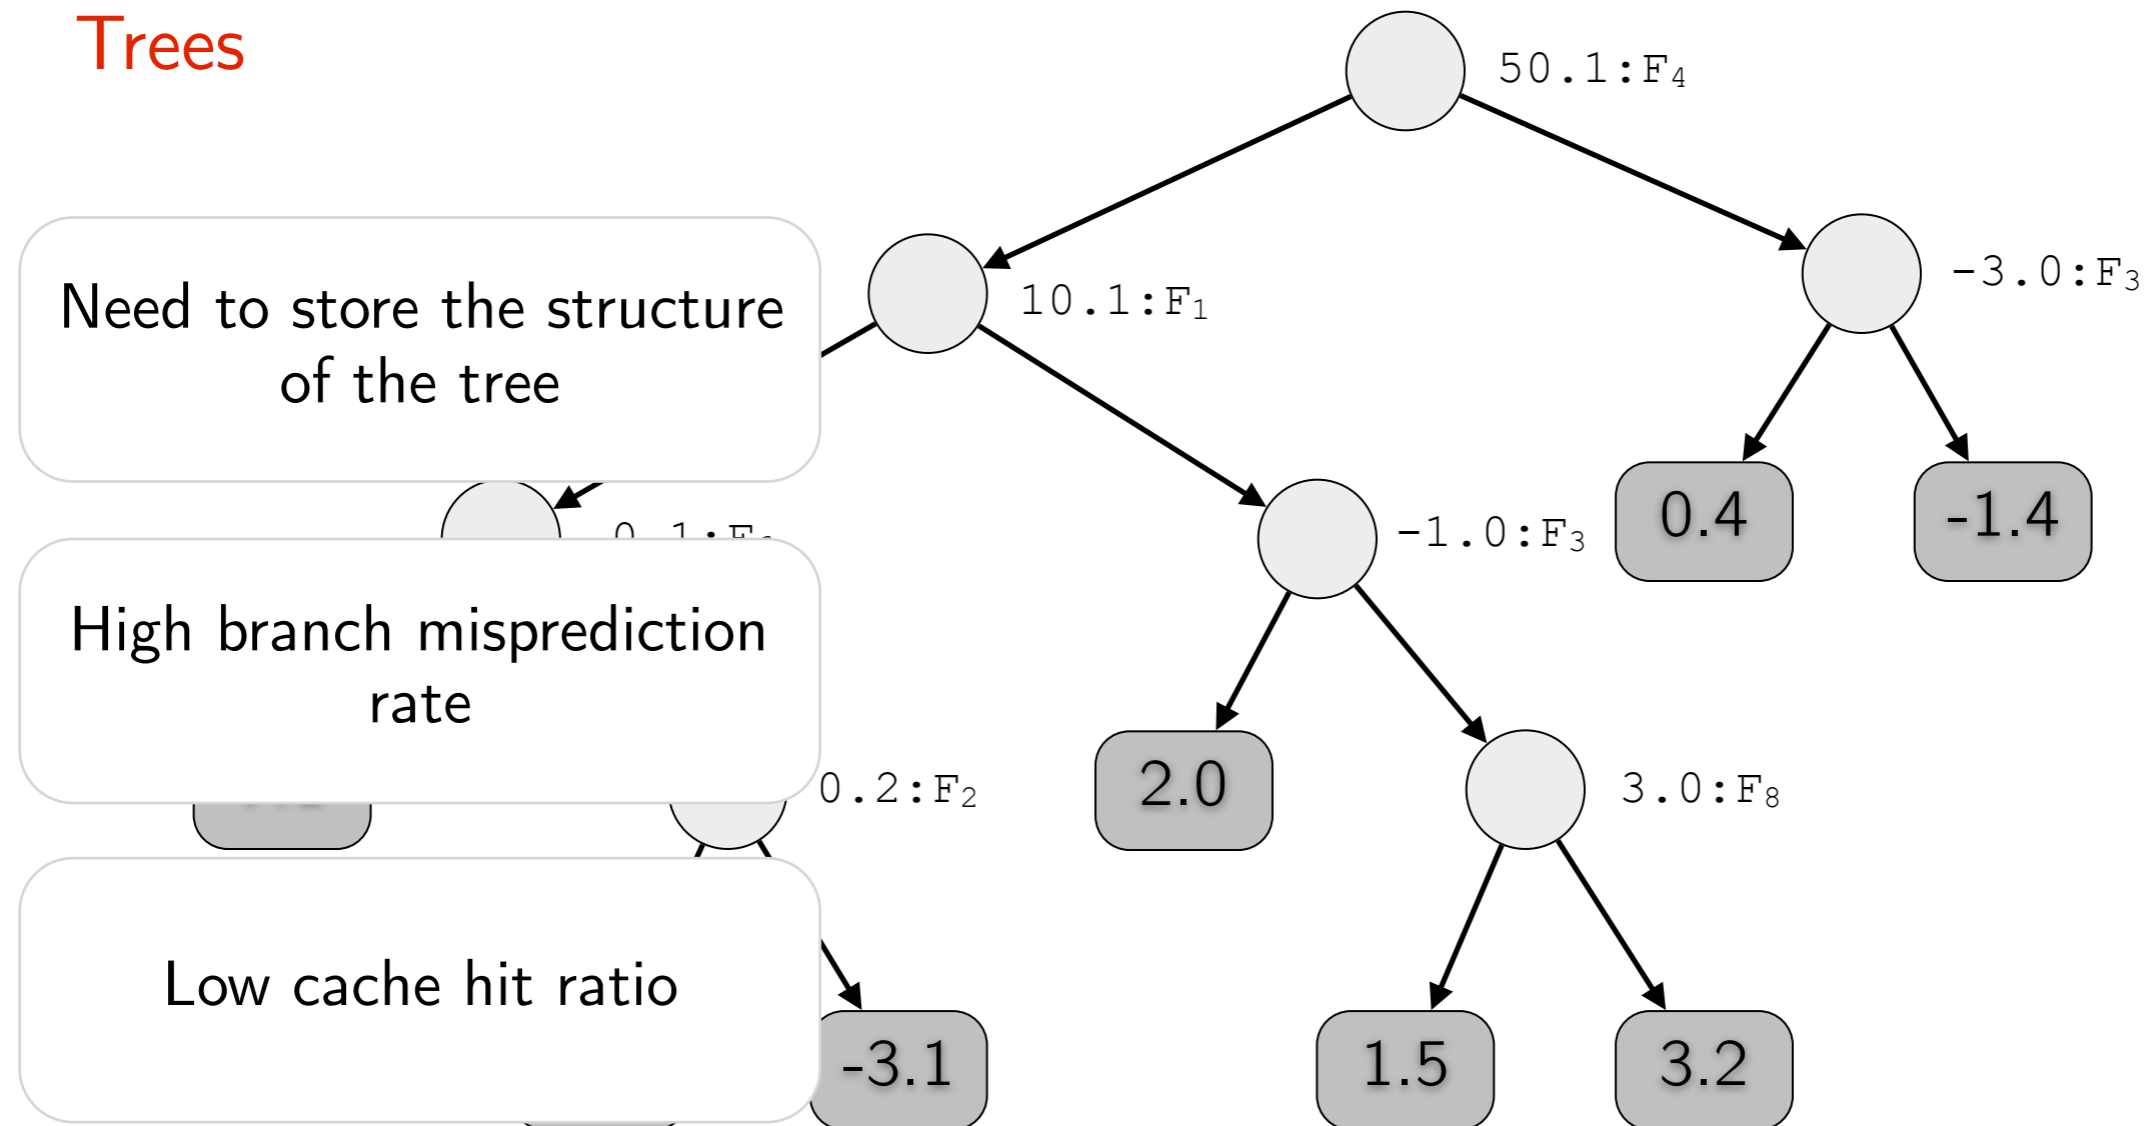 Trees
50.1:F₄
10.1:F₁
-3.0:F₃
Need to store the structure
of the tree
0.4
-1.4
-1.0:F₃
High branch misprediction
rate
2.0
0.2:F₂
3.0:F₈
Low cache hit ratio
-3.1
1.5
3.2